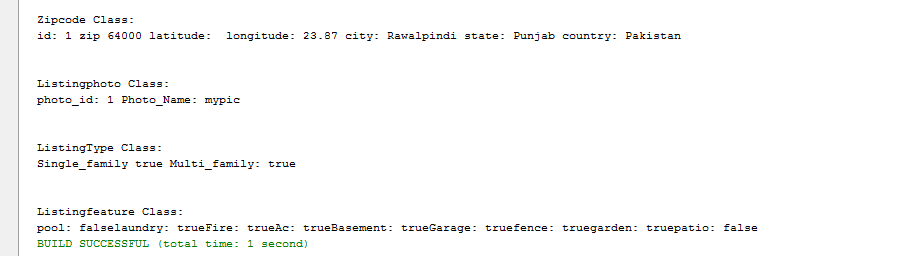 Zipcode Class:
id: 1 zip 64000 latitude:  longitude: 23.87 city: Rawalpindi state: Punjab country: Pakistan
Listingphoto Class:
photo_id: 1 Photo_Name: mypic
ListingType Class:
Single_family true Multi_family: true
Listingfeature Class:
pool: falselaundry: trueFire: trueAc: trueBasement: trueGarage: truefence: truegarden: truepatio: false
BUILD SUCCESSFUL (total time: 1 second)